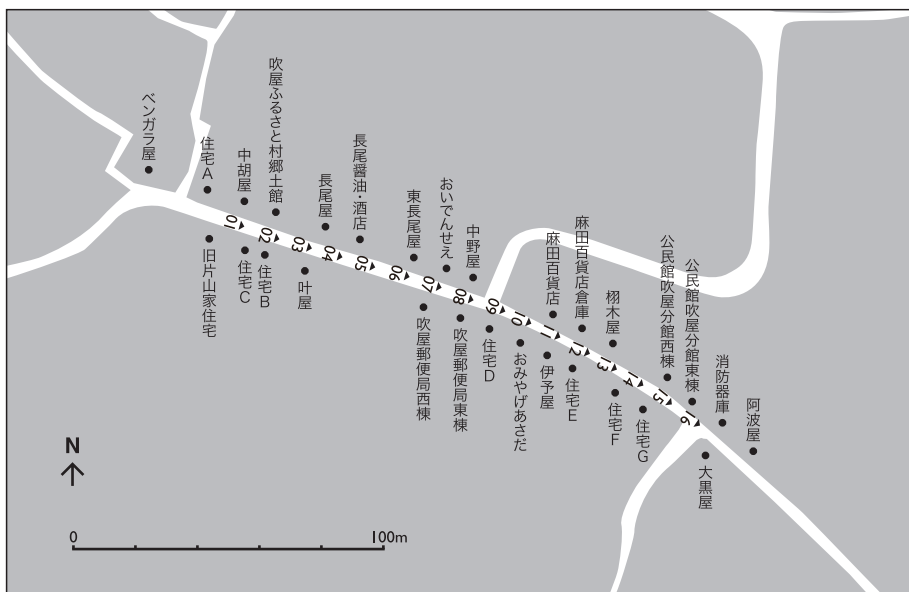 ベンガラ屋
住宅A
中胡屋
吹屋ふるさと村郷土館
長尾屋
長尾醤油・酒店
東長尾屋
おいでんせえ
中野屋
麻田百貨店
麻田百貨店倉庫
栩木屋
公民館吹屋分館西棟
公民館吹屋分館東棟
消防器庫
阿波屋
01
02
03
04
05
06
07
08
09
10
11
12
13
14
15
16
旧片山家住宅
住宅C
住宅B
叶屋
吹屋郵便局西棟
吹屋郵便局東棟
住宅D
おみやげあさだ
伊予屋
住宅E
住宅F
住宅G
大黒屋
N
0
100m